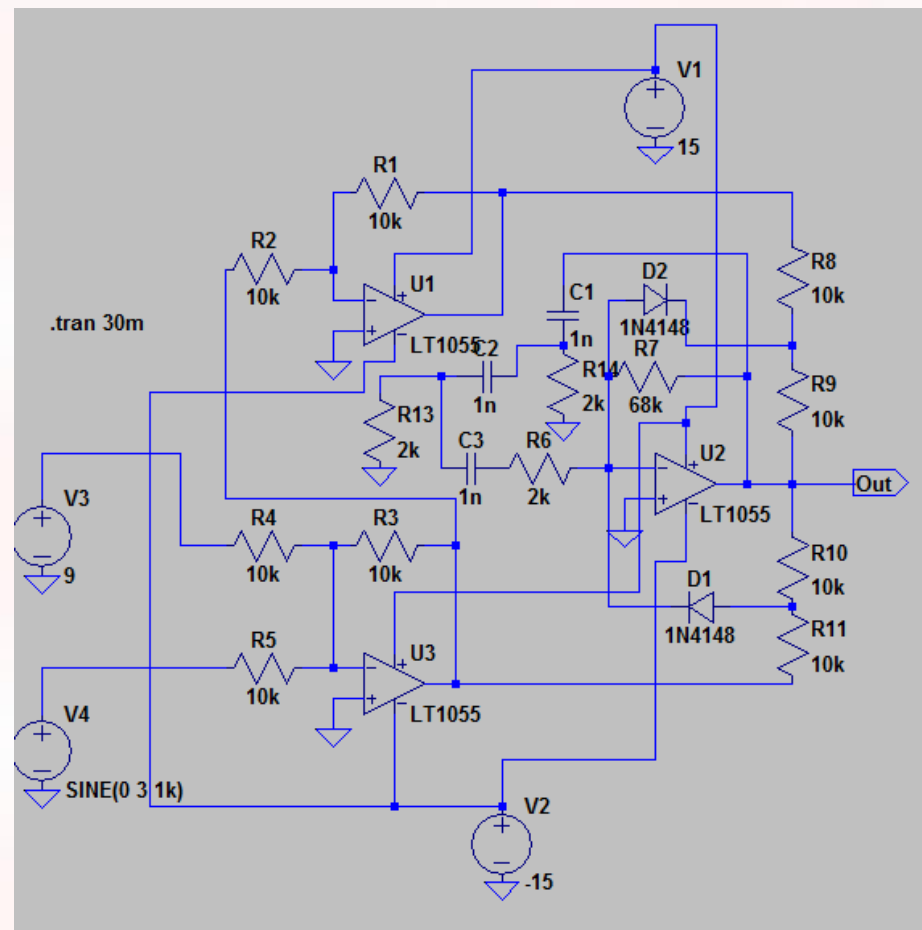 V1
15
R1
10k
R2
10k
R8
10k
D2
1N4148
U1
LT1055
C1
1n
.tran 30m
R7
68k
C2
1n
R14
2k
R9
10k
R13
2k
C3
1n
R6
2k
U2
LT1055
Out
V3
9
R4
10k
R3
10k
R10
10k
D1
1N4148
R11
10k
R5
10k
U3
LT1055
V4
SINE(0 3 1k)
V2
-15